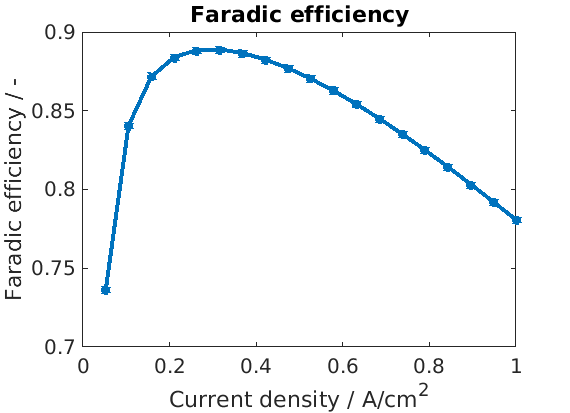 Faradic efficiency
Faradic efficiency / -
0.9
0.85
0.8
0.75
0.7
0 0.2 0.4 0.6 0.8 1
Current density / A/cm²